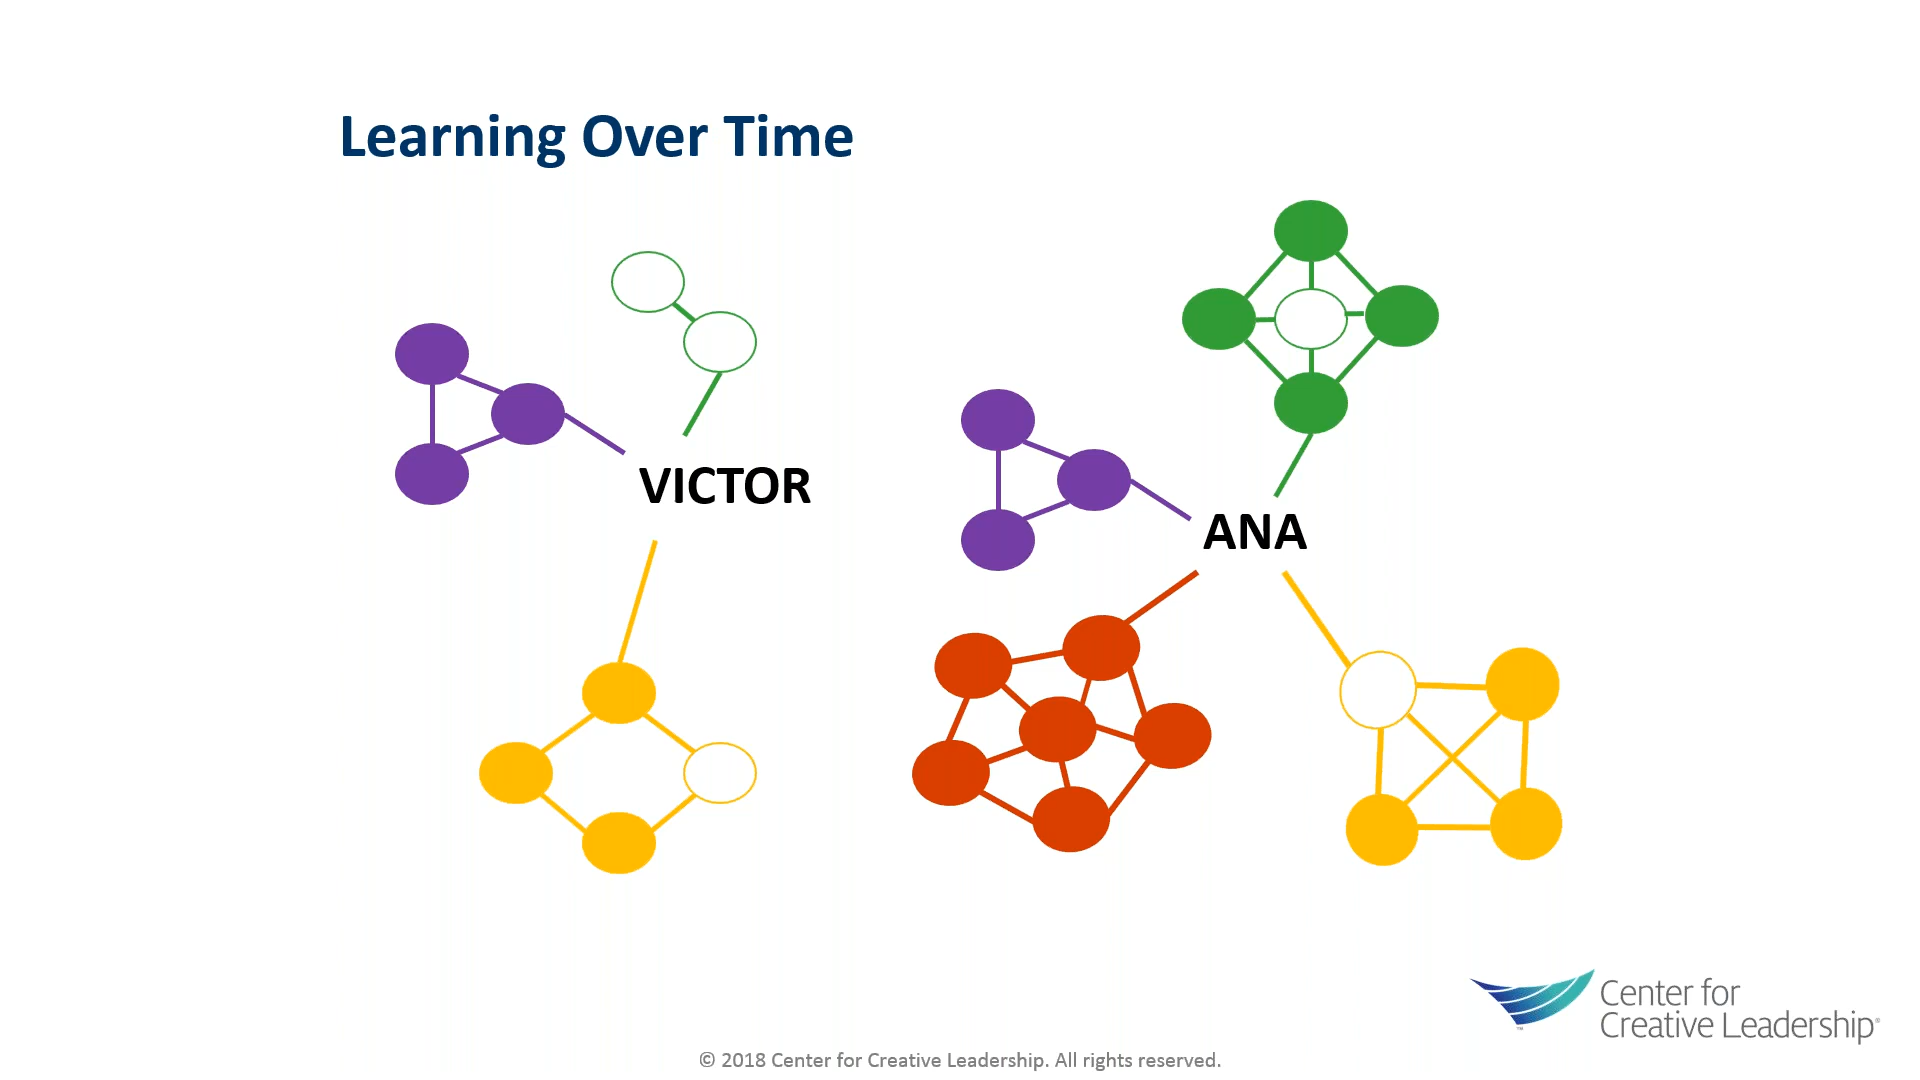 Learning Over Time
VICTOR
ANA
Center for
Creative Leadership®
© 2018 Center for Creative Leadership. All rights reserved.